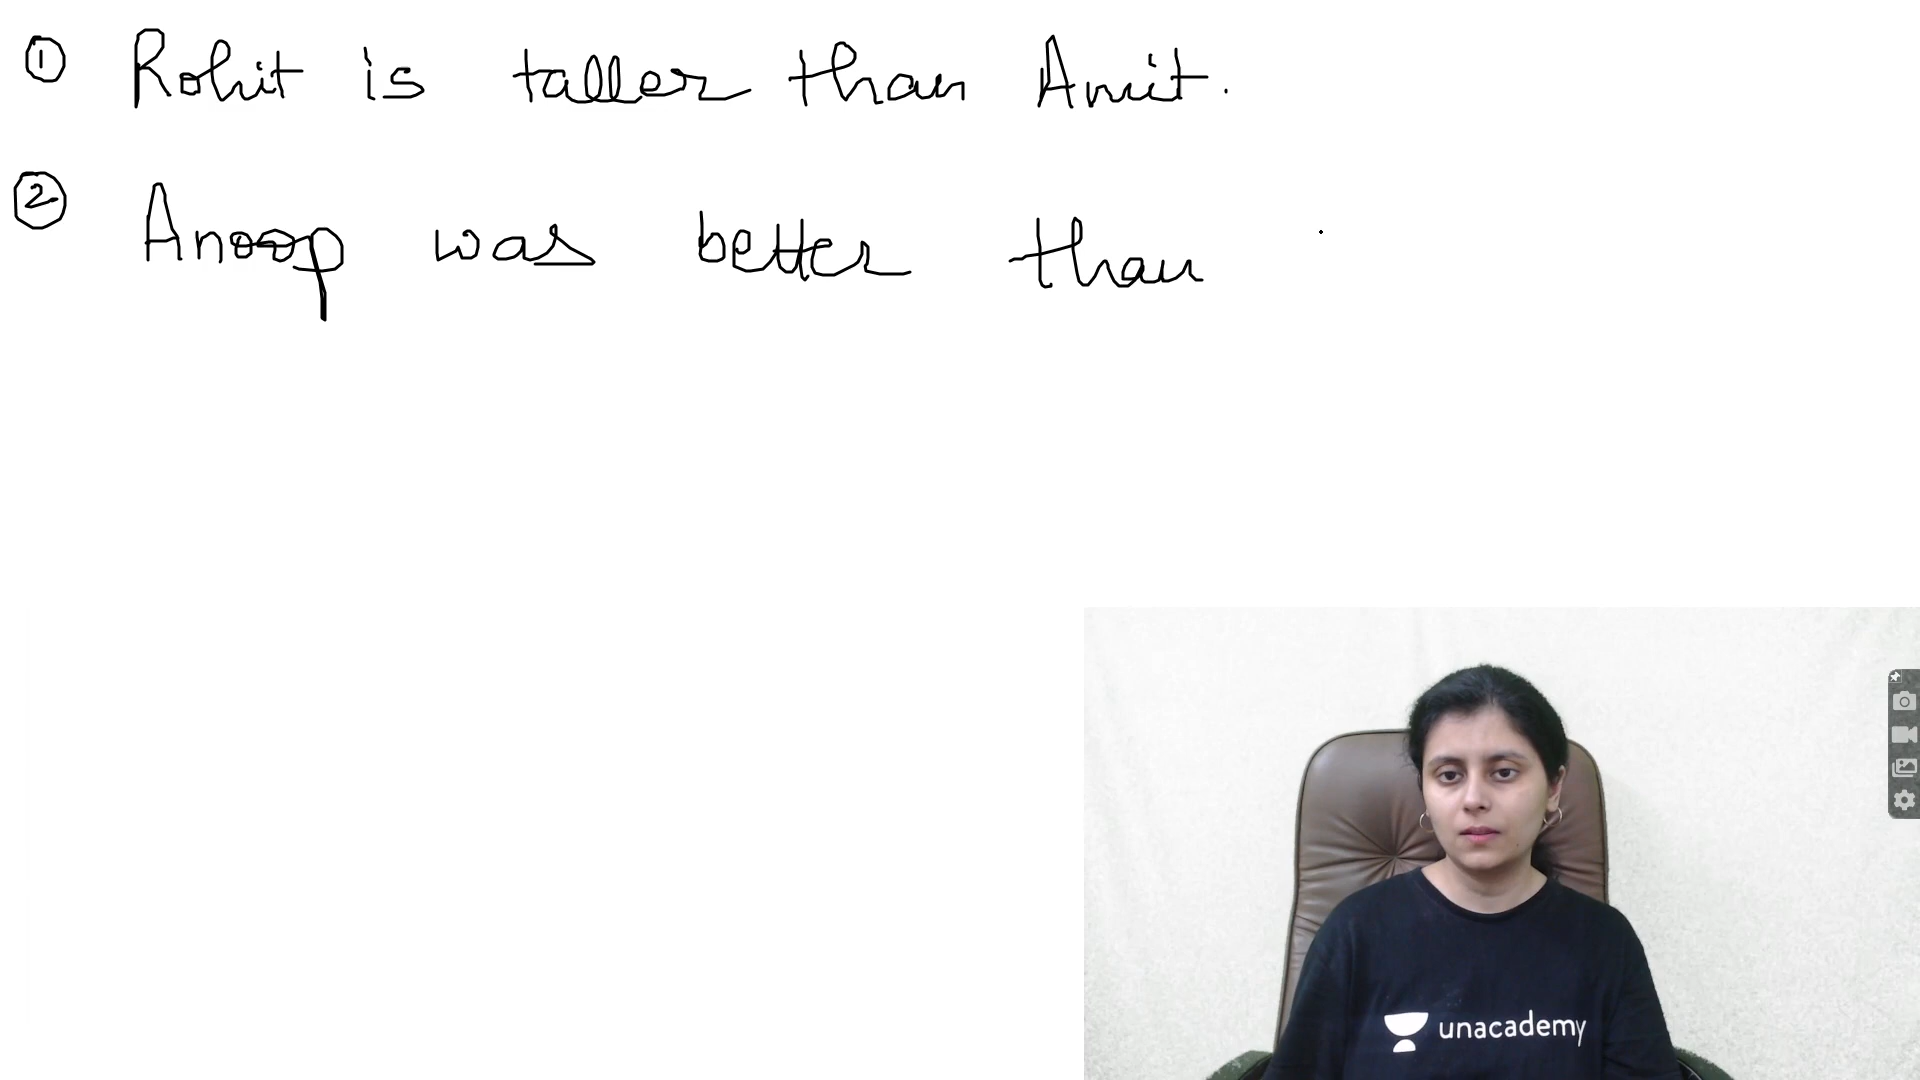 ① Rohit is taller than Amit.
② Anoop was better than
unacademy